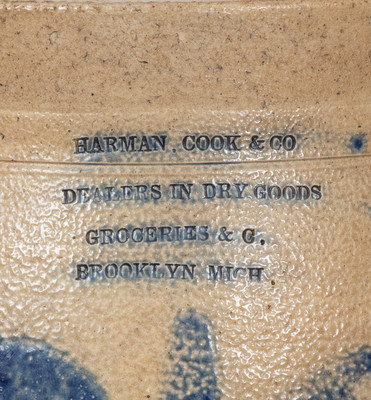 HARMAN. COOK & CO
DEALERS IN DRY GOODS
GROCERIES & C.
BROOKLYN MICH